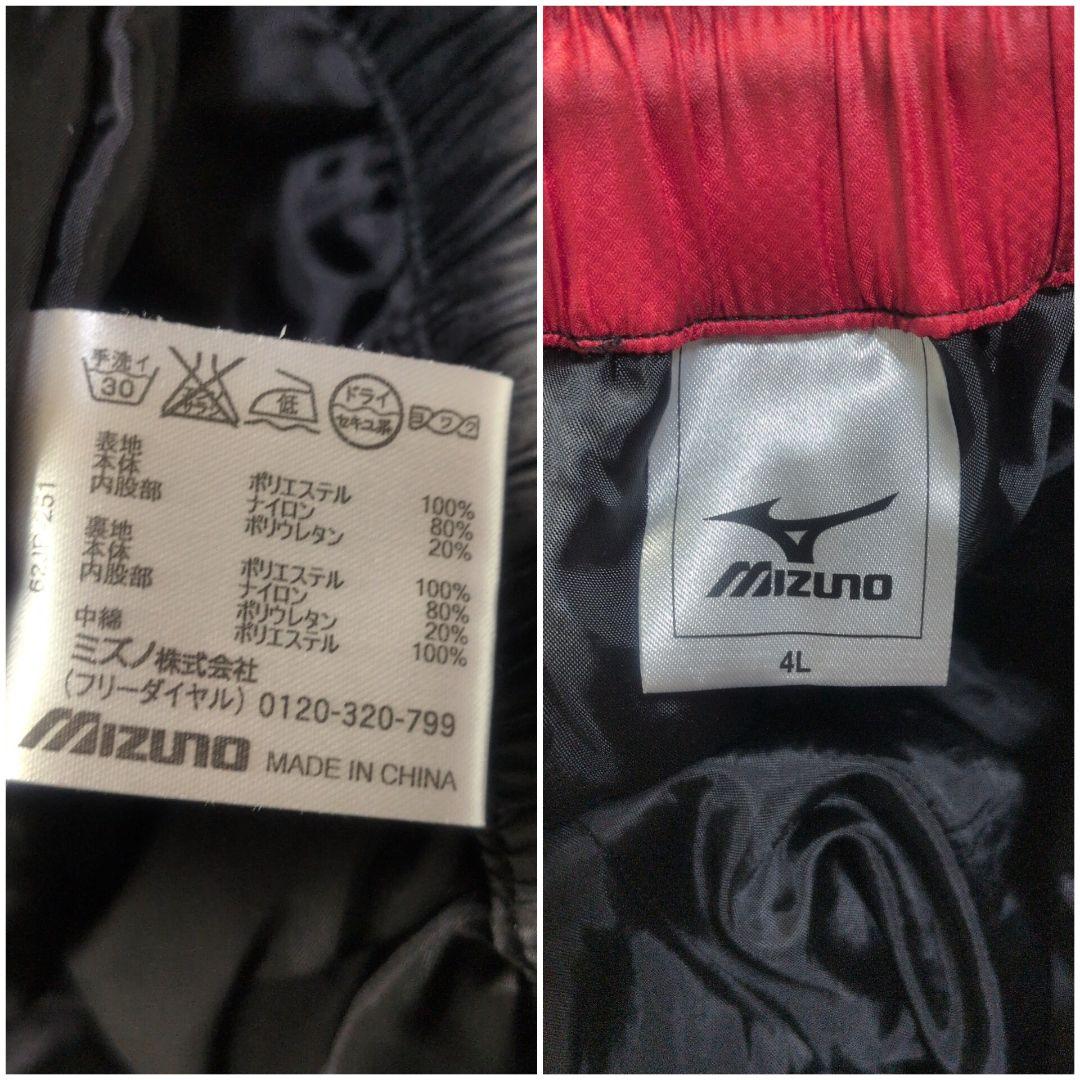 手洗イ
30
低
ドライ
セキユ系
ヨワク
表地
本体 ポリエステル 100%
内股部 ナイロン 80%
ポリウレタン 20%
裏地
本体 ポリエステル 100%
内股部 ナイロン 80%
ポリウレタン 20%
中綿 ポリエステル 100%
ミズノ株式会社
(フリーダイヤル) 0120-320-799
MIZUNO MADE IN CHINA
MIZUNO
4L